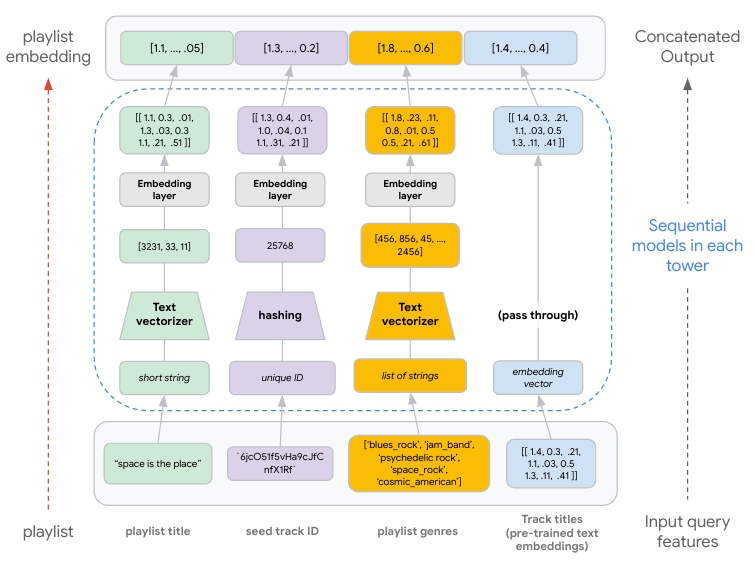 playlist
embedding
[1.1, ..., .05]
[1.3, ..., 0.2]
[1.8, ..., 0.6]
[1.4, ..., 0.4]
Concatenated
Output
[[ 1.1, 0.3, .01,
1.3, .03, 0.3
1.1, .21, .51 ]]
[[ 1.3, 0.4, .01,
1.0, .04, 0.1
1.1, .31, .21 ]]
[[ 1.8, .23, .11,
0.8, .01, 0.5
0.5, .21, .61 ]]
[[ 1.4, 0.3, .21,
1.1, .03, 0.5
1.3, .11, .41 ]]
Embedding
layer
Embedding
layer
Embedding
layer
[3231, 33, 11]
25768
[456, 856, 45, ...,
2456]
Sequential
models in each
tower
Text
vectorizer
hashing
Text
vectorizer
(pass through)
short string
unique ID
list of strings
embedding
vector
“space is the place”
`6jcO51f5vHa9cJfC
nfX1Rf`
[‘blues_rock’, ‘jam_band’,
‘psychedelic rock’,
‘space_rock’,
‘cosmic_american’]
[[ 1.4, 0.3, .21,
1.1, .03, 0.5
1.3, .11, .41 ]]
playlist
playlist title
seed track ID
playlist genres
Track titles
(pre-trained text
embeddings)
Input query
features